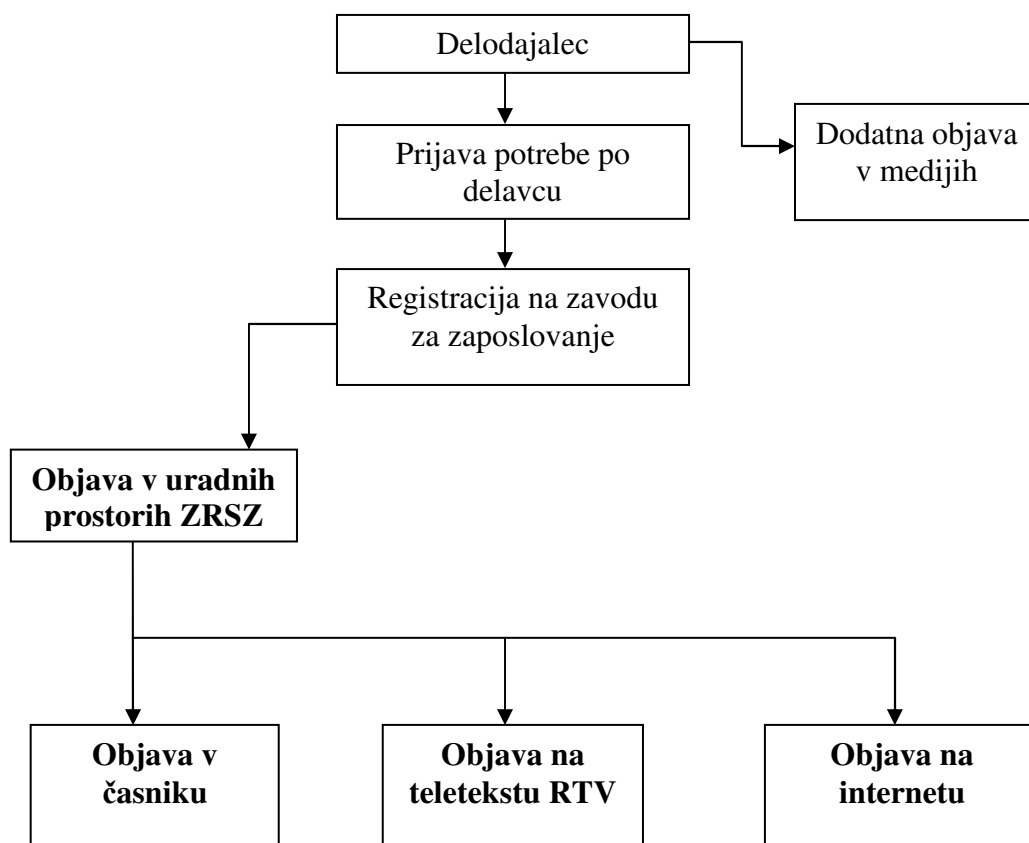 Delodajalec
Prijava potrebe po
delavcu
Dodatna objava
v medijih
Registracija na zavodu
za zaposlovanje
Objava v uradnih
prostorih ZRSZ
Objava v
časniku
Objava na
teletekstu RTV
Objava na
internetu